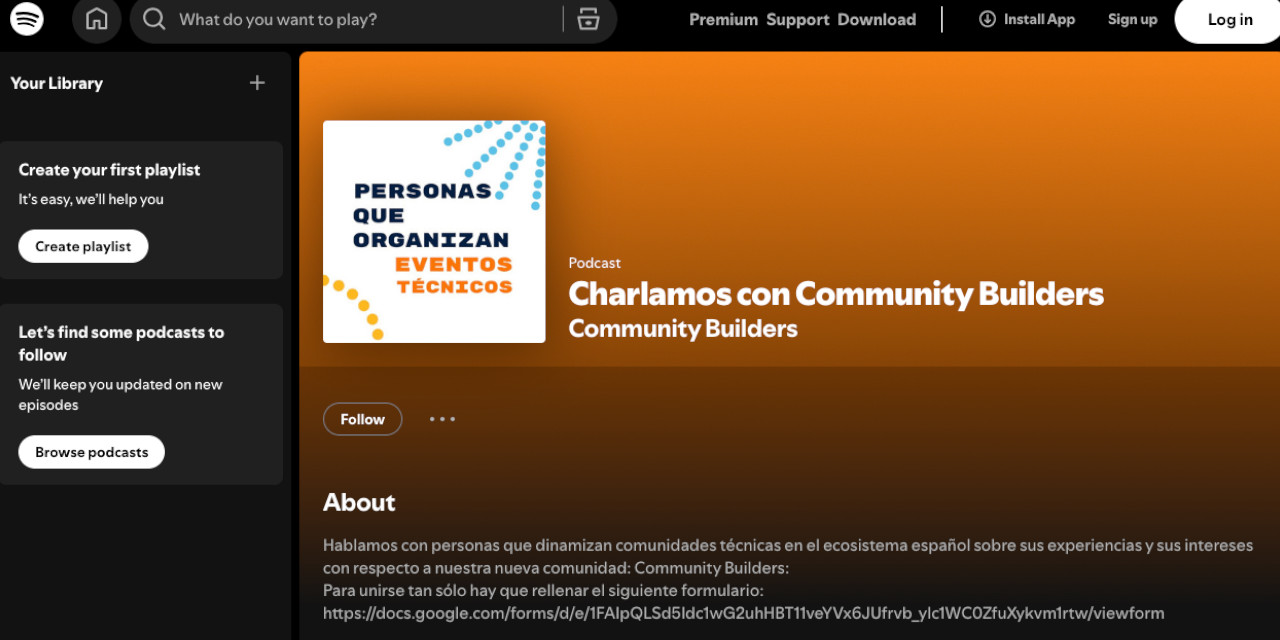 What do you want to play?
Premium Support Download
Install App
Sign up
Log in
Your Library
Create your first playlist
It's easy, we'll help you
Create playlist
Let's find some podcasts to
follow
We'll keep you updated on new
episodes
Browse podcasts
PERSONAS
QUE
ORGANIZAN
EVENTOS
TÉCNICOS
Podcast
Charlamos con Community Builders
Community Builders
Follow
About
Hablamos con personas que dinamizan comunidades técnicas en el ecosistema español sobre sus experiencias y sus intereses
con respecto a nuestra nueva comunidad: Community Builders:
Para unirse tan sólo hay que rellenar el siguiente formulario:
https://docs.google.com/forms/d/e/1FAIpQLSd5Idc1wG2uhHBT11veYVx6JUfrvb_ylc1WC0ZfuXykvm1rtw/viewform